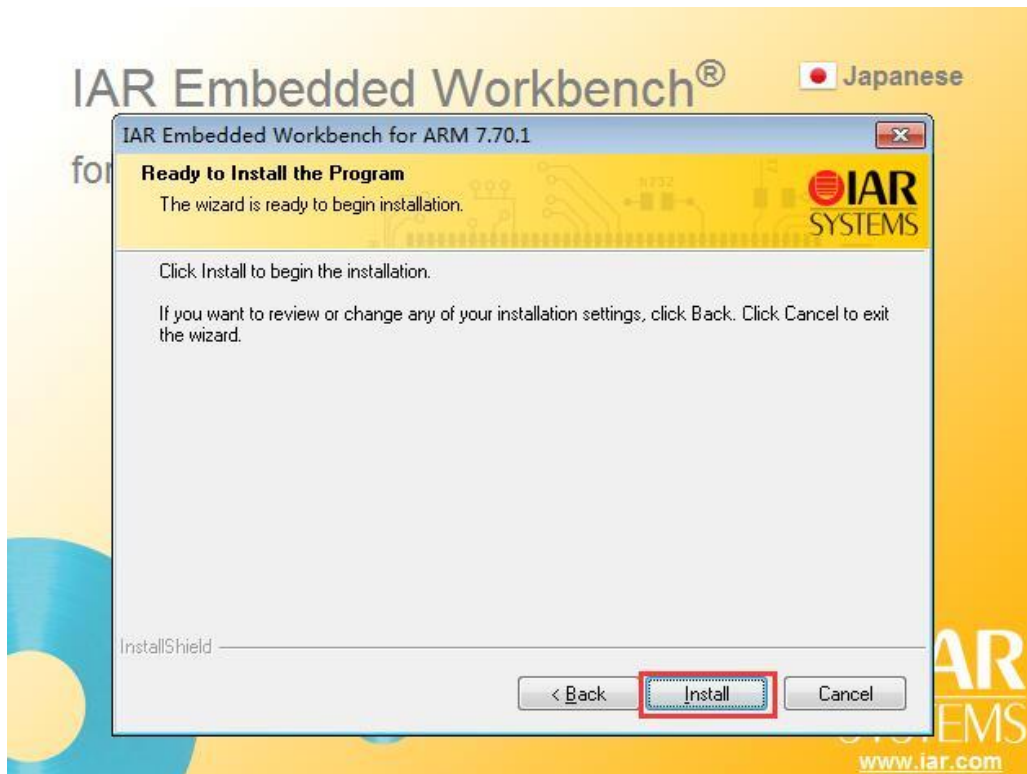 IAR Embedded Workbench®
Japanese
IAR Embedded Workbench for ARM 7.70.1
for
Ready to Install the Program
The wizard is ready to begin installation.
IAR
SYSTEMS
Click Install to begin the installation.
If you want to review or change any of your installation settings, click Back. Click Cancel to exit
the wizard.
InstallShield
< Back
Install
Cancel
www.iar.com